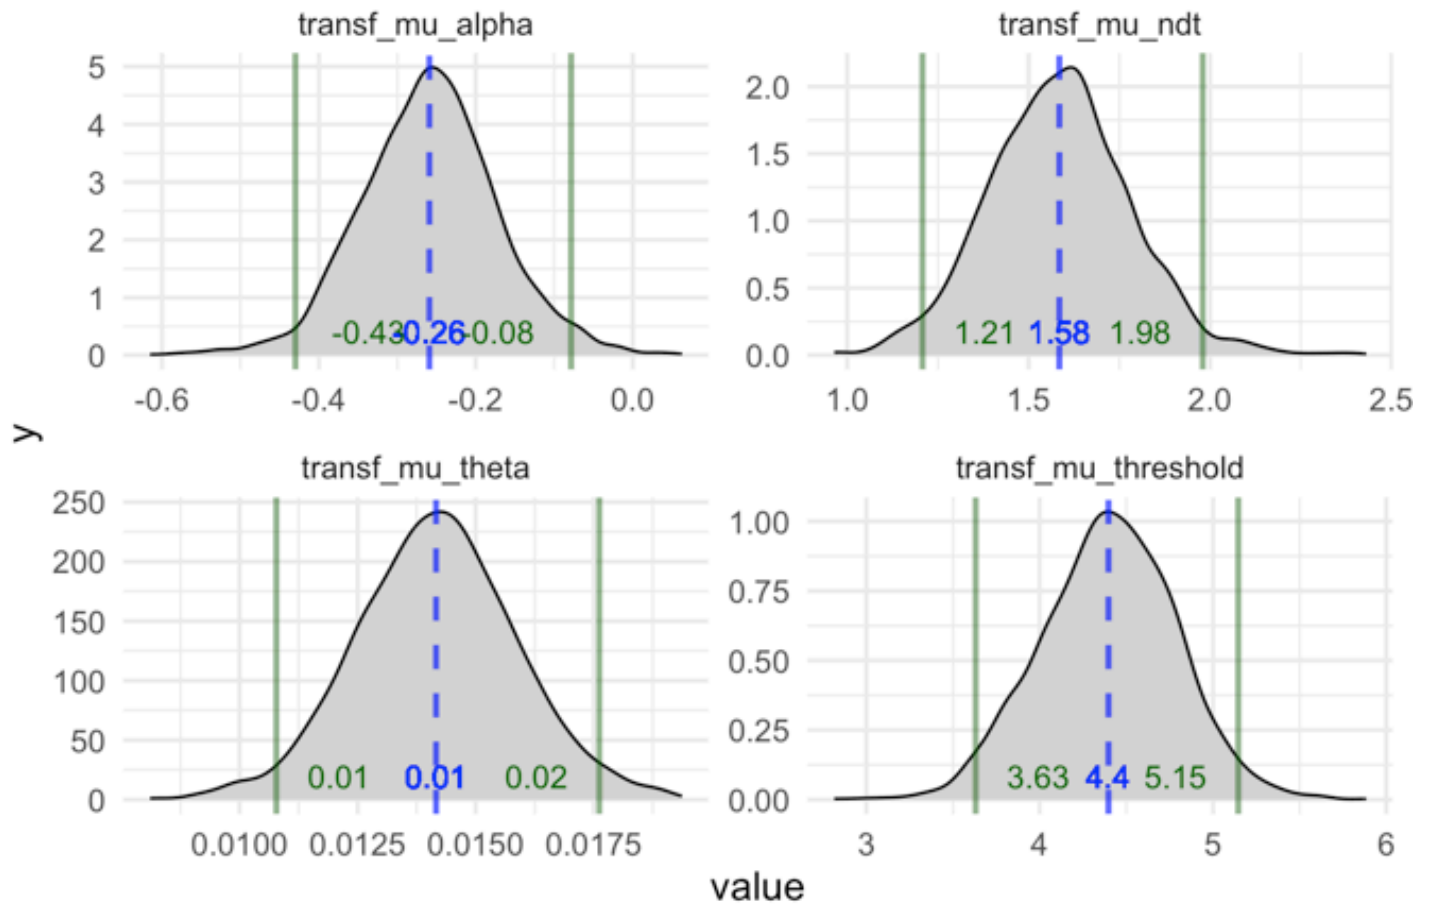 transf_mu_alpha
5
4
3
2
1
0
-0.43
-0.26
-0.08
-0.6 -0.4 -0.2 0.0
transf_mu_ndt
2.0
1.5
1.0
0.5
0.0
1.21 1.58 1.98
1.0 1.5 2.0 2.5
y
transf_mu_theta
250
200
150
100
50
0
0.01 0.01 0.02
0.0100 0.0125 0.0150 0.0175
transf_mu_threshold
1.00
0.75
0.50
0.25
0.00
3.63 4.4 5.15
3 4 5 6
value